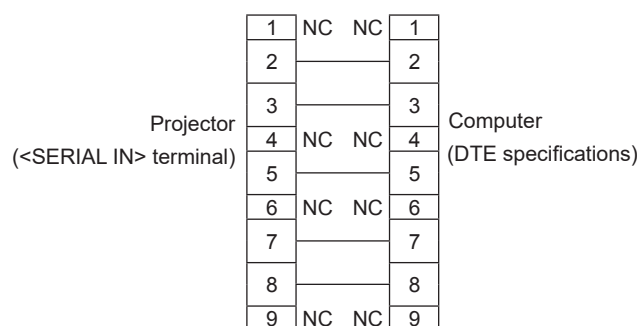 1 NC NC 1
2 2
3 3
Projector
(<SERIAL IN> terminal)
Computer
(DTE specifications)
4 NC NC 4
5 5
6 NC NC 6
7 7
8 8
9 NC NC 9